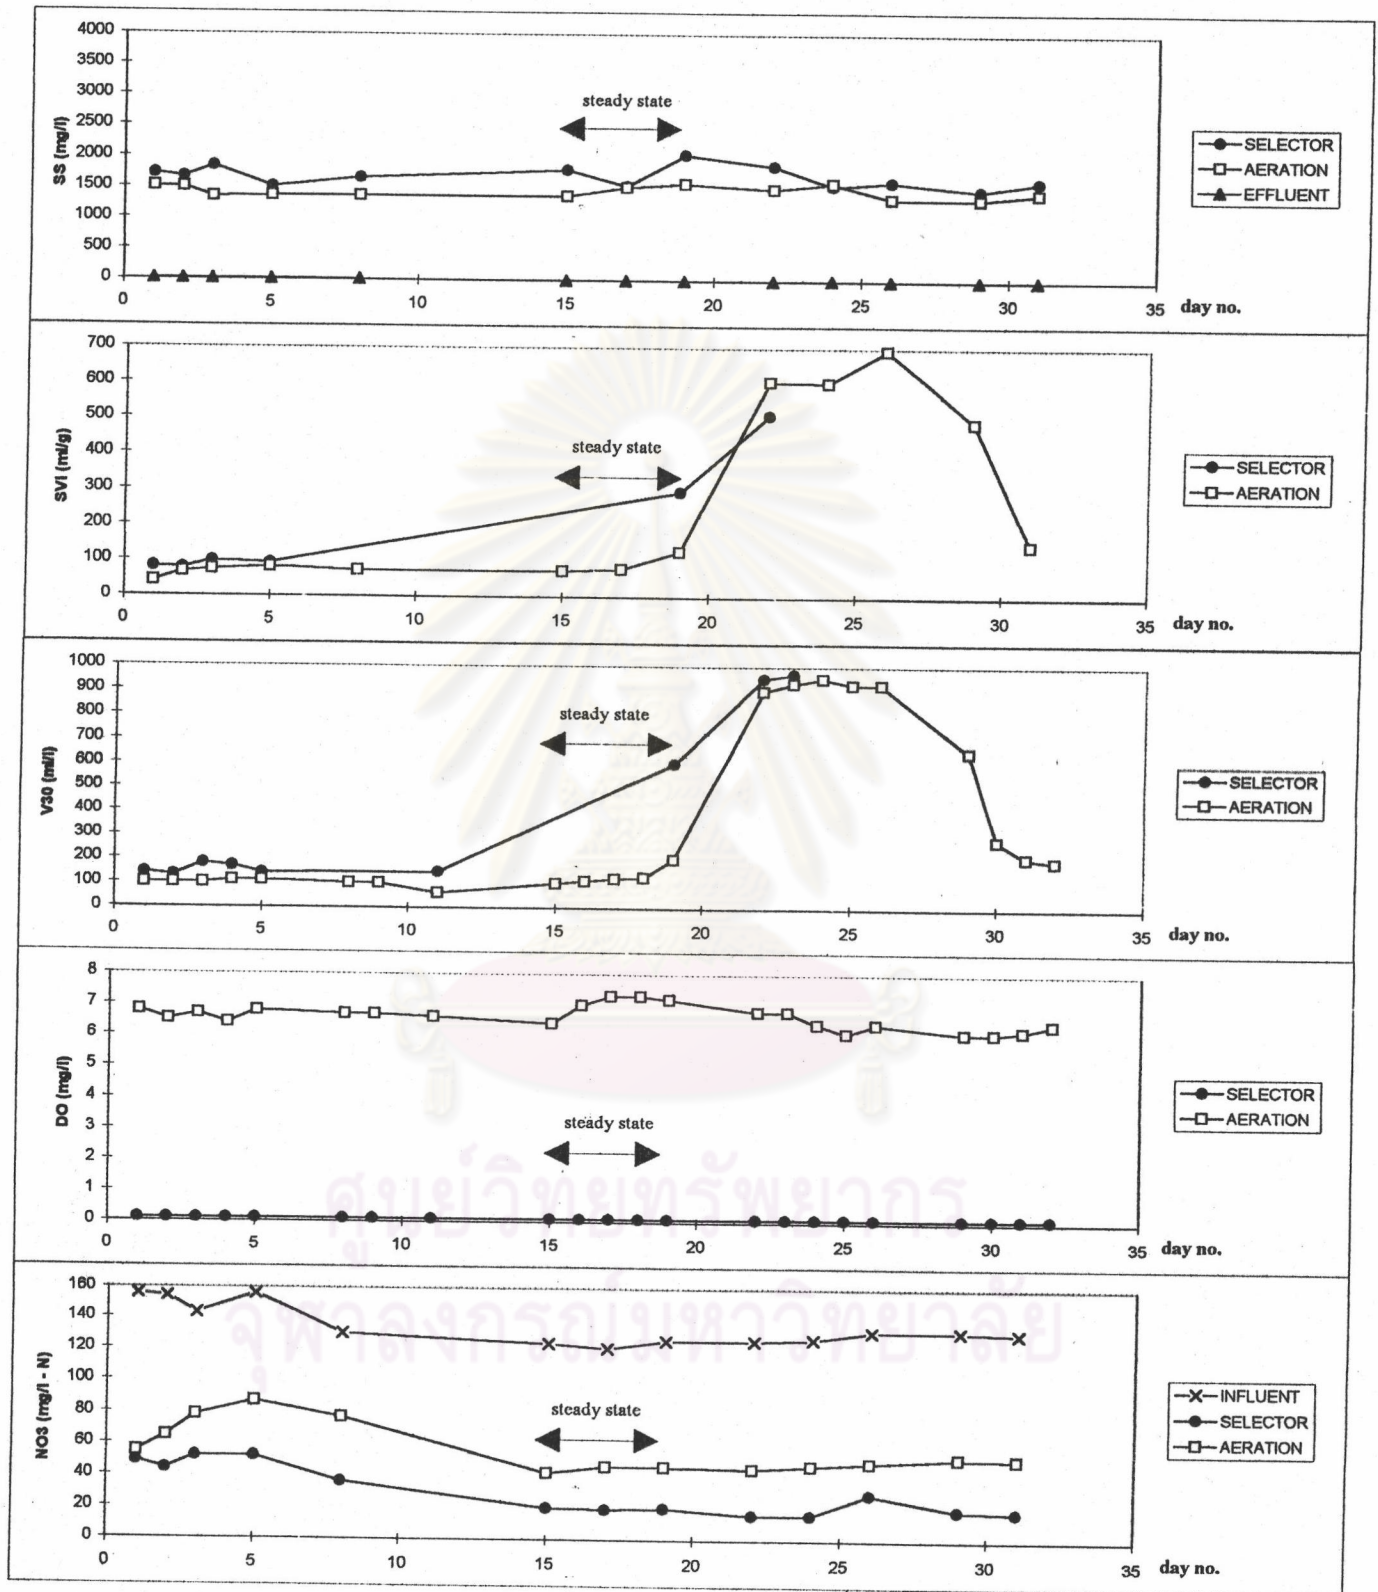 4000
3500
3000
2500
2000
1500
1000
500
0
SS (mg/l)
steady state
0 5 10 15 20 25 30 35 day no.
SELECTOR
AERATION
EFFLUENT
700
600
500
400
300
200
100
0
SVI (ml/g)
steady state
0 5 10 15 20 25 30 35 day no.
SELECTOR
AERATION
1000
900
800
700
600
500
400
300
200
100
0
V30 (ml/l)
steady state
0 5 10 15 20 25 30 35 day no.
SELECTOR
AERATION
8
7
6
5
4
3
2
1
0
DO (mg/l)
steady state
0 5 10 15 20 25 30 35 day no.
SELECTOR
AERATION
160
140
120
100
80
60
40
20
0
NO3 (mg/l - N)
steady state
0 5 10 15 20 25 30 35 day no.
INFLUENT
SELECTOR
AERATION
ศูนย์วิทยทรัพยากร
จุฬาลงกรณ์มหาวิทยาลัย